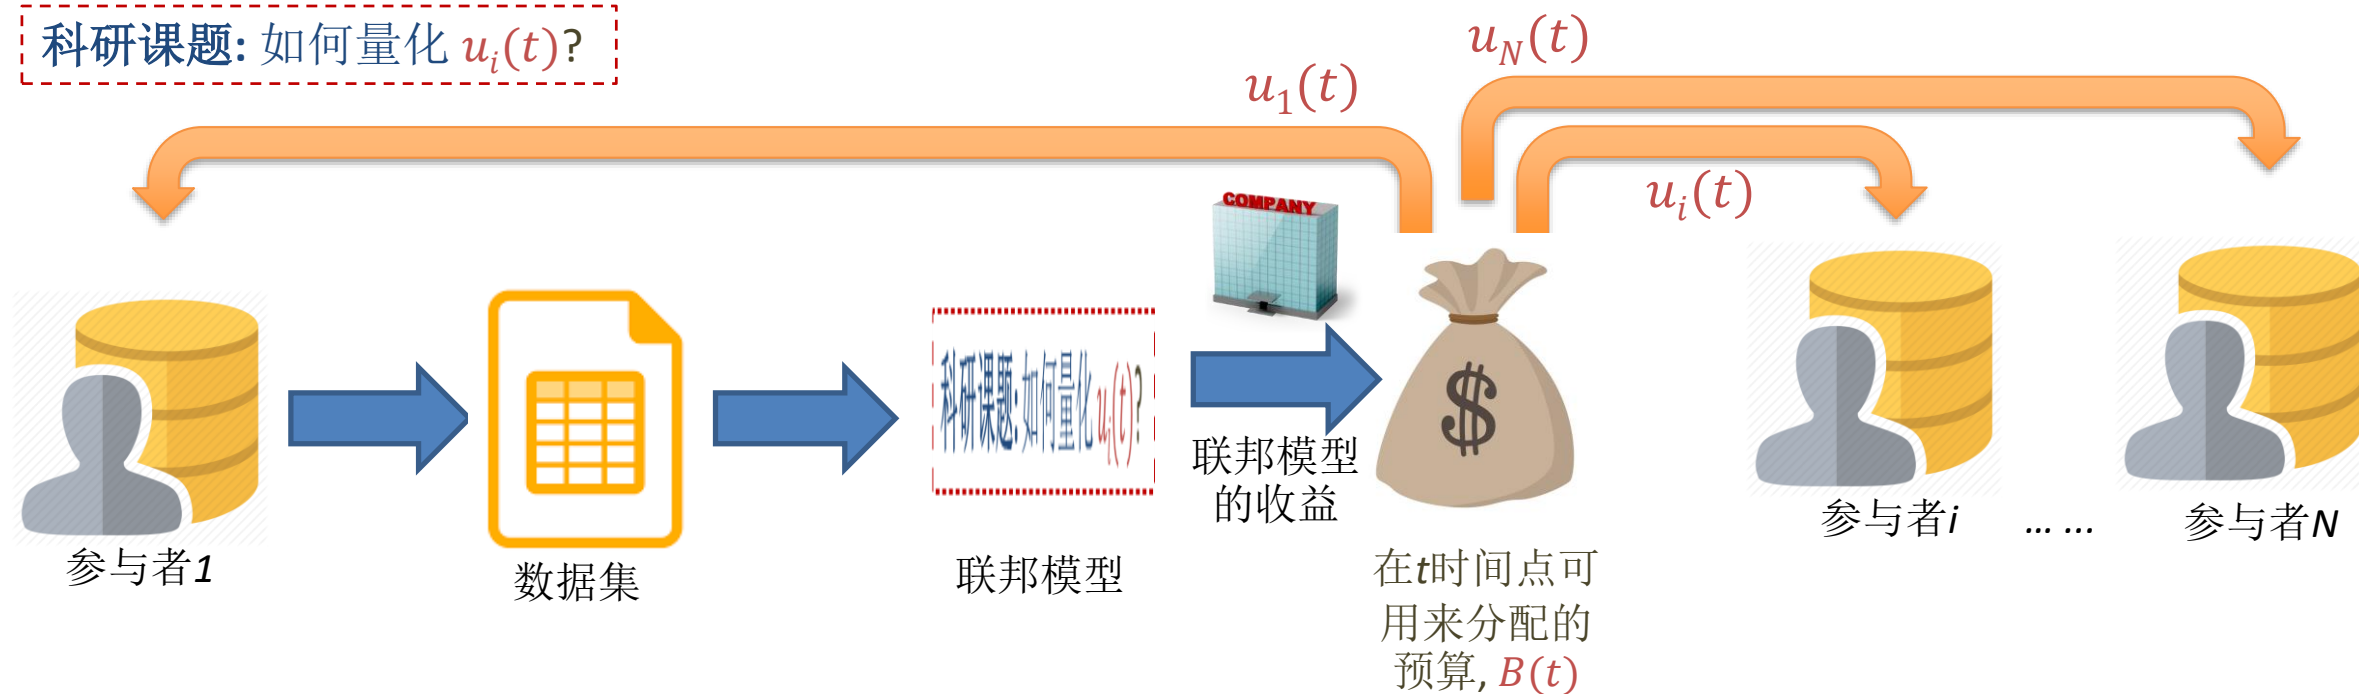 科研课题: 如何量化 u_i(t)?
u_N(t)
u_1(t)
u_i(t)
COMPANY
科研课题: 如何量化 u_i(t)?
$
联邦模型
的收益
参与者1
数据集
联邦模型
在t时间点可
用来分配的
预算, B(t)
参与者i
... ...
参与者N